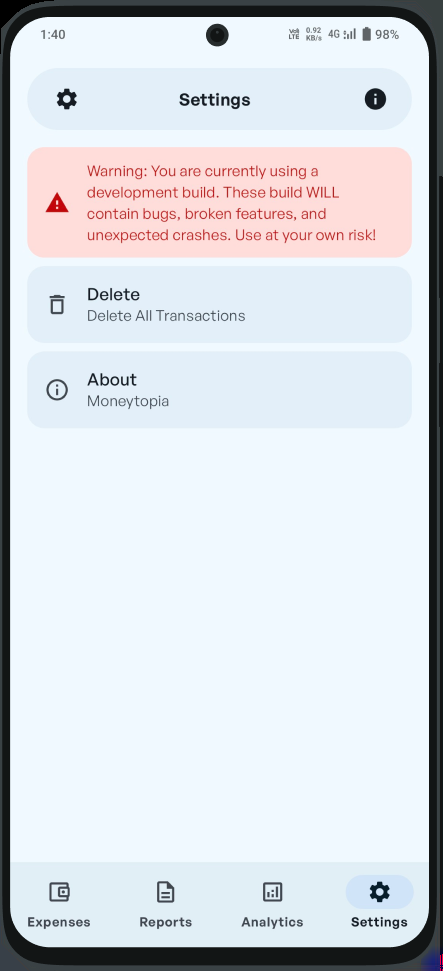 1:40
Vo))
LTE
0.92
KB/s
4G
98%
Settings
Warning: You are currently using a
development build. These build WILL
contain bugs, broken features, and
unexpected crashes. Use at your own risk!
Delete
Delete All Transactions
About
Moneytopia
Expenses
Reports
Analytics
Settings